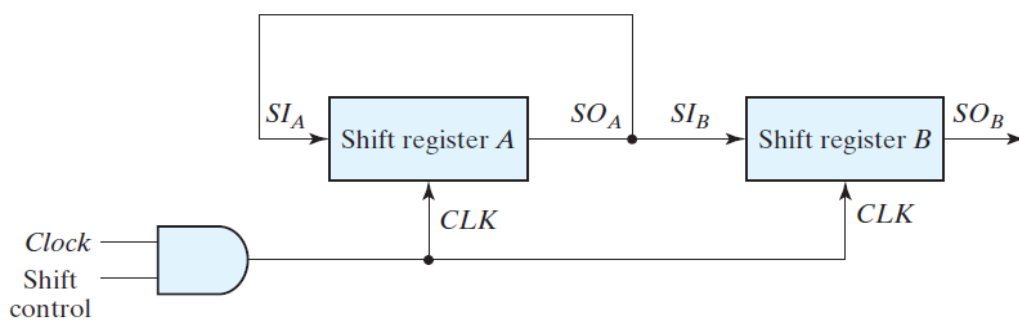 SI_A
Shift register A
SO_A
SI_B
Shift register B
SO_B
CLK
CLK
Clock
Shift
control